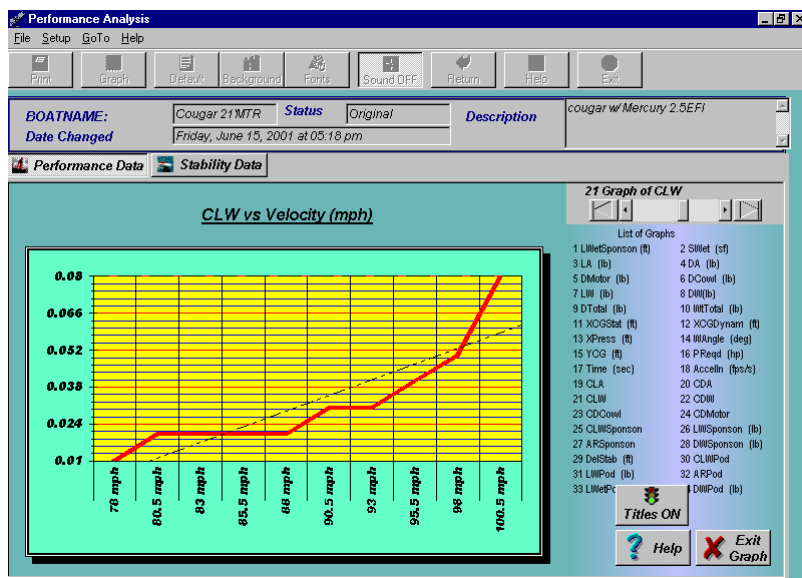 Performance Analysis
File Setup GoTo Help
Print Graph Default Background Fonts Sound OFF Return Help Exit
BOATNAME: Cougar 21'MTR Status Original Description cougar w/ Mercury 2.5EFI
Date Changed Friday, June 15, 2001 at 05:18 pm
Performance Data Stability Data
21 Graph of CLW
CLW vs Velocity (mph)
List of Graphs
1 LWetSponson (ft) 2 SWet (sf)
3 LA (lb) 4 DA (lb)
5 DMotor (lb) 6 DCowl (lb)
7 LW (lb) 8 DW(lb)
9 DTotal (lb) 10 WtTotal (lb)
11 XCGStat (ft) 12 XCGDynam (ft)
13 XPress (ft) 14 WAngle (deg)
15 YCG (ft) 16 PReqd (hp)
17 Time (sec) 18 Acceln (fps/s)
19 CLA 20 CDA
21 CLW 22 CDW
23 CDCowl 24 CDMotor
25 CLWSponson 26 LWSponson (lb)
27 ARSponson 28 DWSponson (lb)
29 DelStab (ft) 30 CLWPod
31 LWPod (lb) 32 ARPod
33 LWetPo DWPod (lb)
0.08
0.066
0.052
0.038
0.024
0.01
78 mph 80.5 mph 83 mph 85.5 mph 88 mph 90.5 mph 93 mph 95.5 mph 98 mph 100.5 mph
Titles ON
Help
Exit
Graph